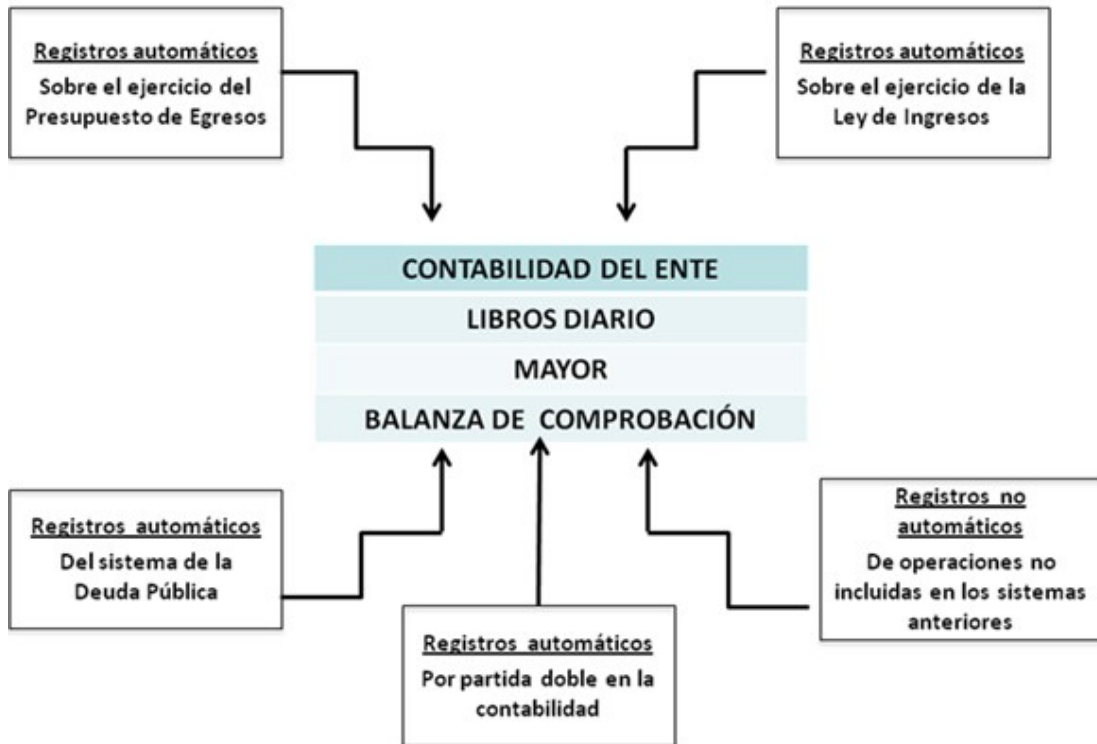 Registros automáticos
Sobre el ejercicio del
Presupuesto de Egresos
Registros automáticos
Sobre el ejercicio de la
Ley de Ingresos
CONTABILIDAD DEL ENTE
LIBROS DIARIO
MAYOR
BALANZA DE COMPROBACIÓN
Registros automáticos
Del sistema de la
Deuda Pública
Registros automáticos
Por partida doble en la
contabilidad
Registros no
automáticos
De operaciones no
incluidas en los sistemas
anteriores